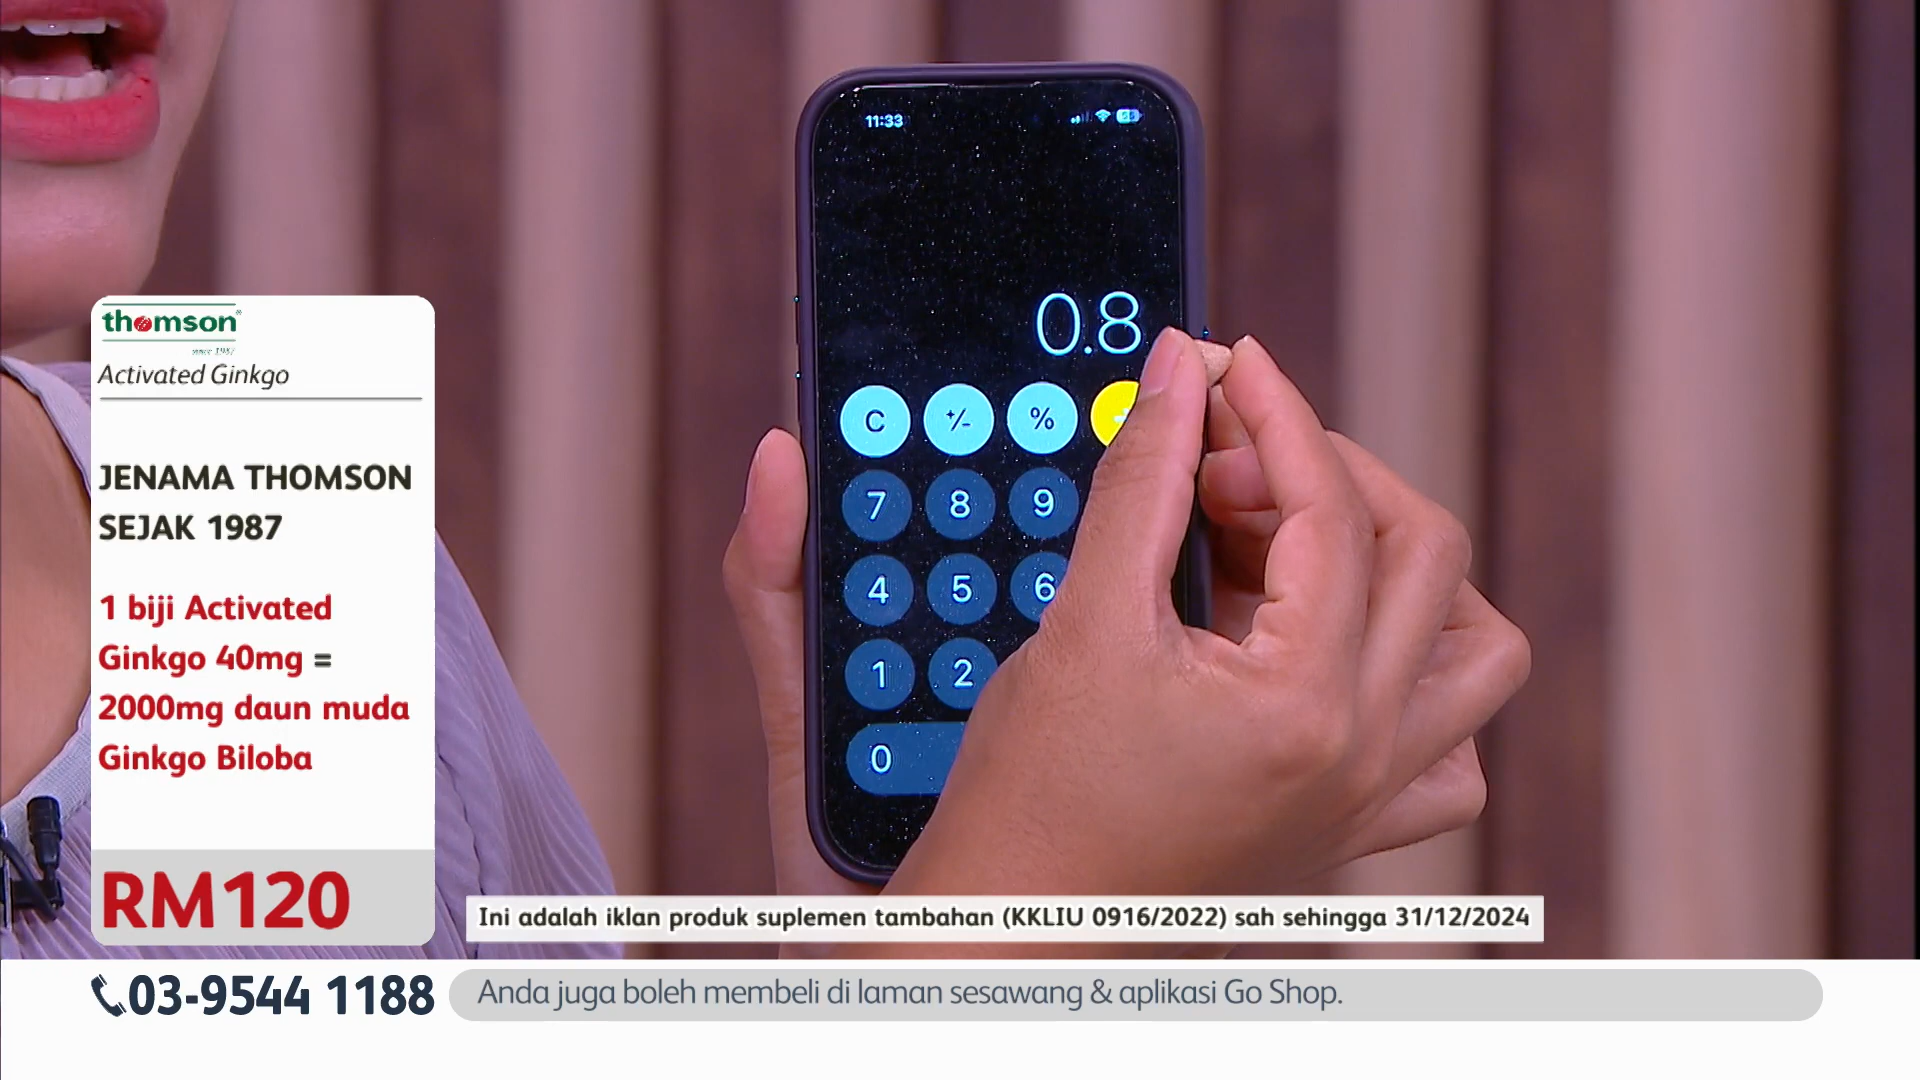 11:33
0.8
C +/- %
7 8 9
4 5 6
1 2
0
thomson®
since 1987
Activated Ginkgo
JENAMA THOMSON
SEJAK 1987
1 biji Activated
Ginkgo 40mg =
2000mg daun muda
Ginkgo Biloba
RM120
Ini adalah iklan produk suplemen tambahan (KKLIU 0916/2022) sah sehingga 31/12/2024
03-9544 1188
Anda juga boleh membeli di laman sesawang & aplikasi Go Shop.